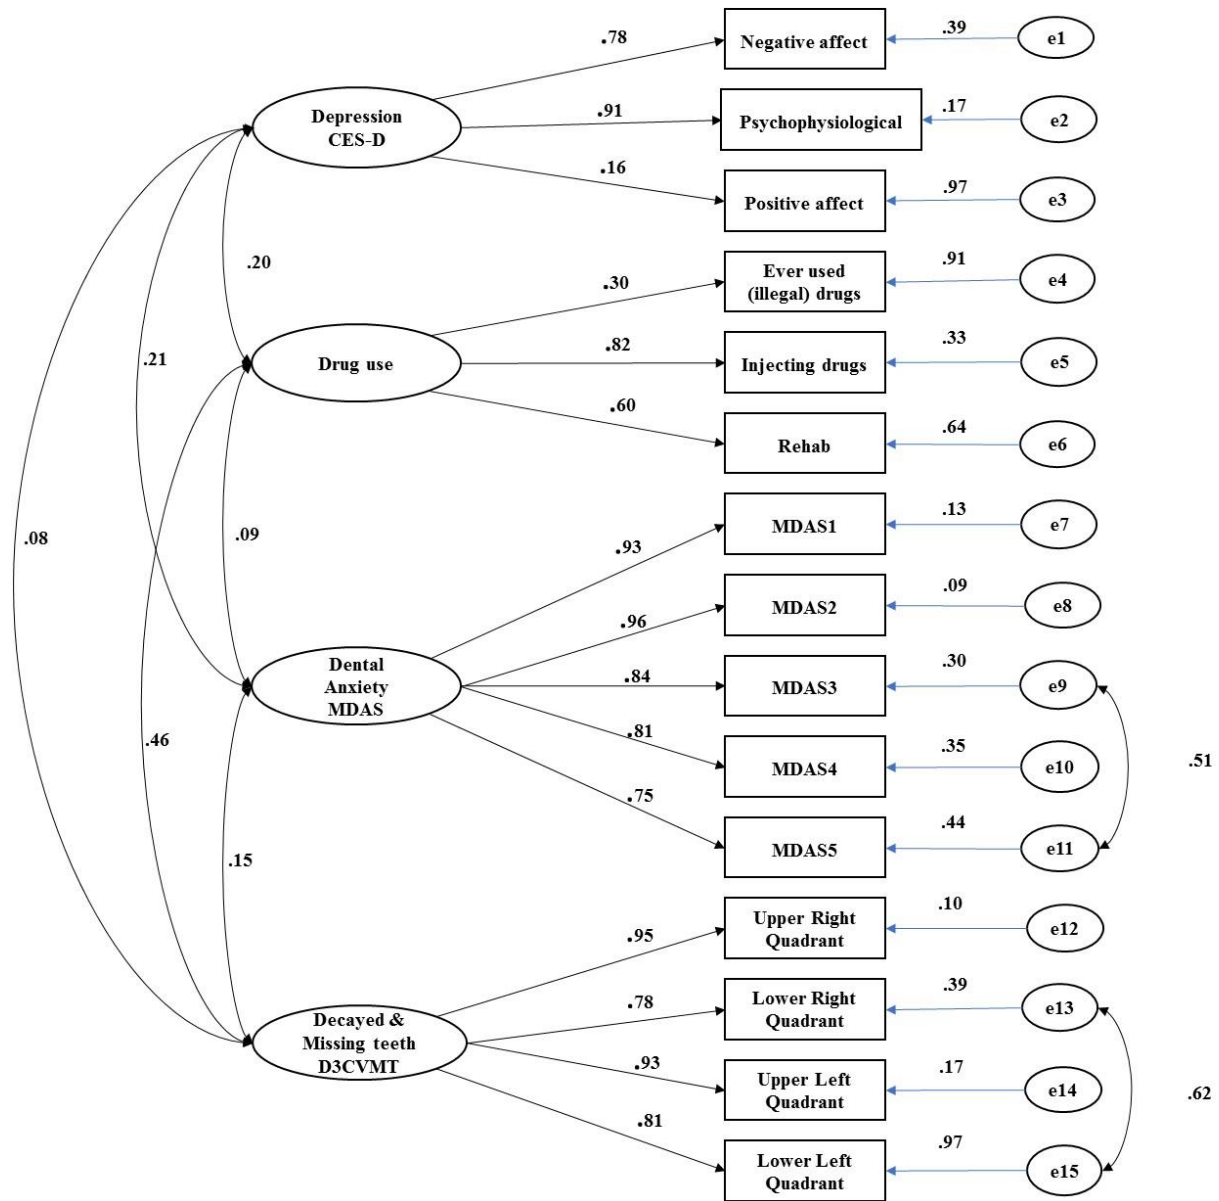 .78
Negative affect
.39
e1
Depression
CES-D
.91
Psychophysiological
.17
e2
.16
Positive affect
.97
e3
.20
.30
Ever used
(illegal) drugs
.91
e4
.21
Drug use
.82
Injecting drugs
.33
e5
.60
Rehab
.64
e6
.08
.09
.93
MDAS1
.13
e7
.96
MDAS2
.09
e8
Dental
Anxiety
MDAS
.84
MDAS3
.30
e9
.46
.81
MDAS4
.35
e10
.51
.75
MDAS5
.44
e11
.15
.95
Upper Right
Quadrant
.10
e12
Decayed &
Missing teeth
D3CVMT
.78
Lower Right
Quadrant
.39
e13
.93
Upper Left
Quadrant
.17
e14
.62
.81
Lower Left
Quadrant
.97
e15